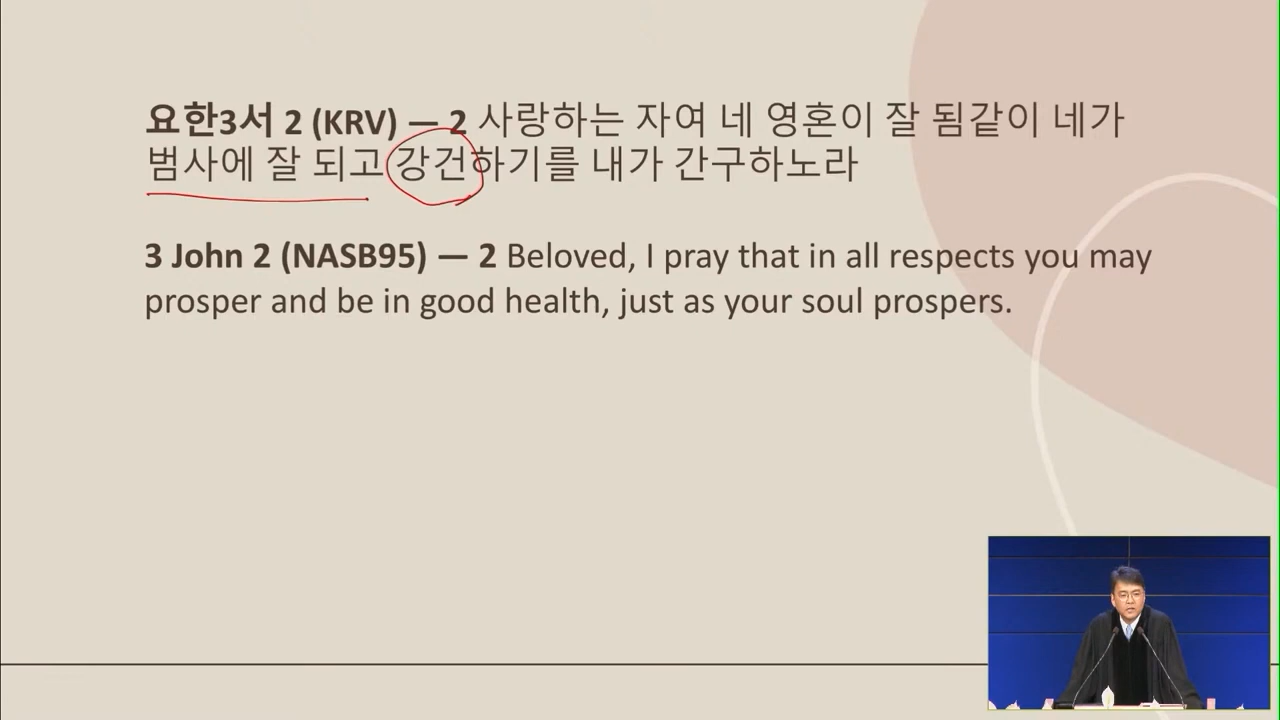 요한3서 2 (KRV) — 2 사랑하는 자여 네 영혼이 잘 됨같이 네가
범사에 잘 되고 강건하기를 내가 간구하노라
3 John 2 (NASB95) — 2 Beloved, I pray that in all respects you may
prosper and be in good health, just as your soul prospers.